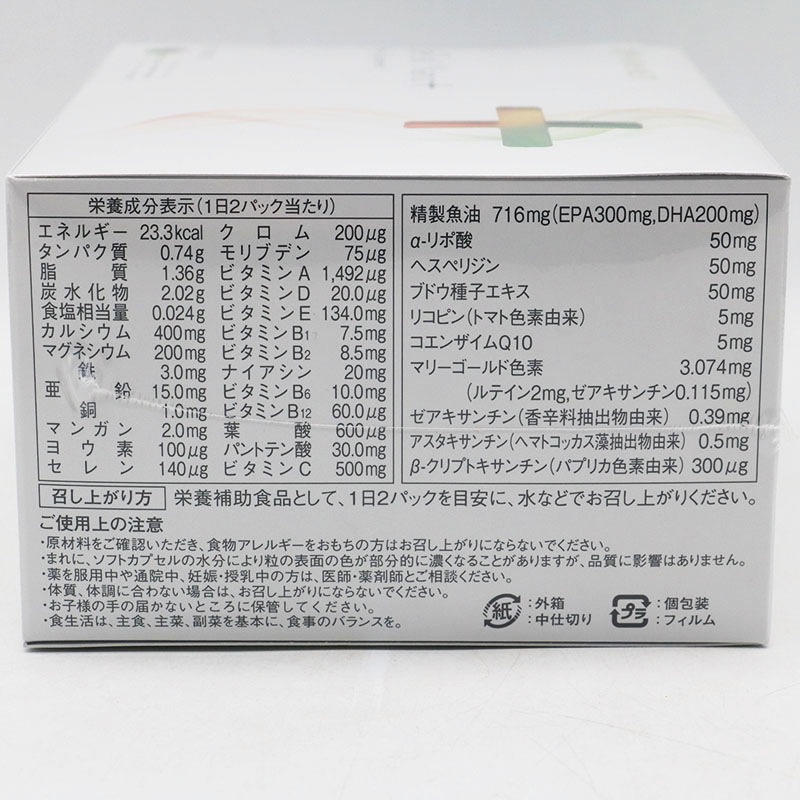 栄養成分表示(1日2パック当たり)
エネルギー 23.3kcal クロム 200μg
タンパク質 0.74g モリブデン 75μg
脂質 1.36g ビタミンA 1,492μg
炭水化物 2.02g ビタミンD 20.0μg
食塩相当量 0.024g ビタミンE 134.0mg
カルシウム 400mg ビタミンB1 7.5mg
マグネシウム 200mg ビタミンB2 8.5mg
鉄 3.0mg ナイアシン 20mg
亜鉛 15.0mg ビタミンB6 10.0mg
銅 1.0mg ビタミンB12 60.0μg
マンガン 2.0mg 葉酸 600μg
ヨウ素 100μg パントテン酸 30.0mg
セレン 140μg ビタミンC 500mg
精製魚油 716mg(EPA300mg,DHA200mg)
α-リポ酸 50mg
ヘスペリジン 50mg
ブドウ種子エキス 50mg
リコピン(トマト色素由来) 5mg
コエンザイムQ10 5mg
マリーゴールド色素 3.074mg
(ルテイン2mg,ゼアキサンチン0.115mg)
ゼアキサンチン(香辛料抽出物由来) 0.39mg
アスタキサンチン(ヘマトコッカス藻抽出物由来) 0.5mg
β-クリプトキサンチン(パプリカ色素由来) 300μg
召し上がり方 栄養補助食品として、1日2パックを目安に、水などでお召し上がりください。
ご使用上の注意
・原材料をご確認いただき、食物アレルギーをおもちの方はお召し上がりにならないでください。
・まれに、ソフトカプセルの水分により粒の表面の色が部分的に濃くなることがありますが、品質に影響はありません。
・薬を服用中や通院中、妊娠・授乳中の方は、医師・薬剤師とご相談ください。
・体質、体調に合わない場合は、お召し上がりにならないでください。
・お子様の手の届かないところに保管してください。
・食生活は、主食、主菜、副菜を基本に、食事のバランスを。
紙 :外箱
:中仕切り
プラ :個包装
:フィルム